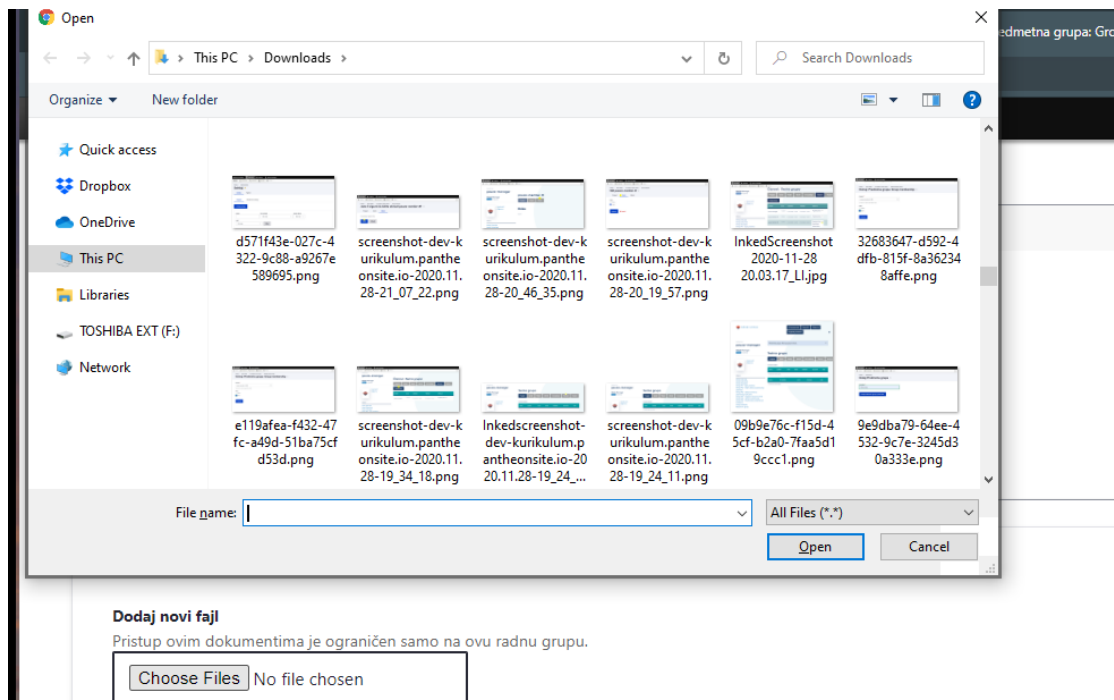 Open
edmetna grupa: Gro
This PC > Downloads >
Search Downloads
Organize
New folder
Quick access
Dropbox
OneDrive
This PC
Libraries
TOSHIBA EXT (F:)
Network
d571f43e-027c-4
322-9c88-a9267e
589695.png
screenshot-dev-k
urikulum.panthe
onsite.io-2020.11.
28-21_07_22.png
screenshot-dev-k
urikulum.panthe
onsite.io-2020.11.
28-20_46_35.png
screenshot-dev-k
urikulum.panthe
onsite.io-2020.11.
28-20_19_57.png
InkedScreenshot
2020-11-28
20.03.17_LI.jpg
32683647-d592-4
dfb-815f-8a36234
8affe.png
e119afea-f432-47
fc-a49d-51ba75cf
d53d.png
screenshot-dev-k
urikulum.panthe
onsite.io-2020.11.
28-19_34_18.png
Inkedscreenshot-
dev-kurikulum.p
antheonsite.io-20
20.11.28-19_24_...
screenshot-dev-k
urikulum.panthe
onsite.io-2020.11.
28-19_24_11.png
09b9e76c-f15d-4
5cf-b2a0-7faa5d1
9ccc1.png
9e9dba79-64ee-4
532-9c7e-3245d3
0a333e.png
File name:
All Files (*.*)
Open
Cancel
Dodaj novi fajl
Pristup ovim dokumentima je ograničen samo na ovu radnu grupu.
Choose Files No file chosen